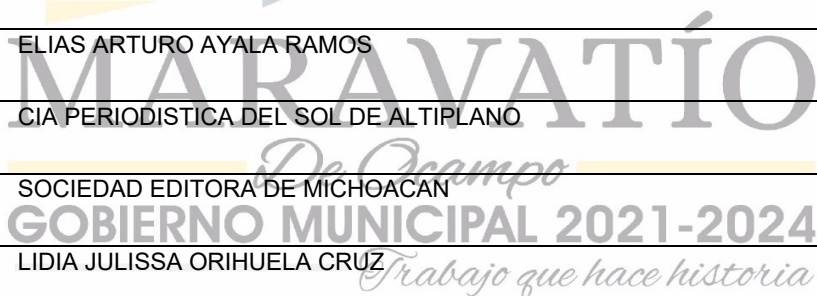 ELIAS ARTURO AYALA RAMOS
MARAVATÍO
CIA PERIODISTICA DEL SOL DE ALTIPLANO
De Ocampo
SOCIEDAD EDITORA DE MICHOACAN
GOBIERNO MUNICIPAL 2021-2024
LIDIA JULISSA ORIHUELA CRUZ
Trabajo que hace historia